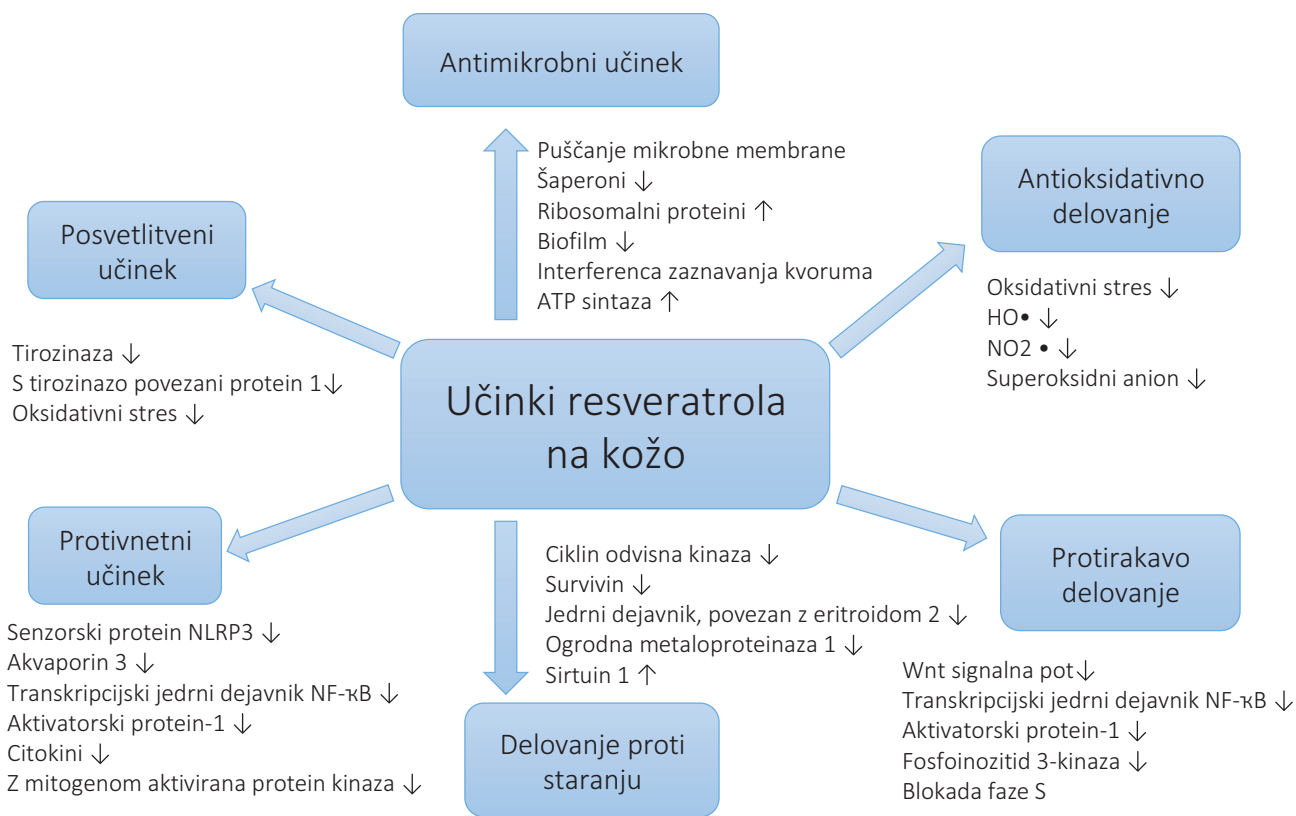 Antimikrobni učinek
Puščanje mikrobne membrane
Šaperoni ↓
Ribosomalni proteini ↑
Biofilm ↓
Interferenca zaznavanja kvoruma
ATP sintaza ↑
Antioksidativno
delovanje
Oksidativni stres ↓
HO• ↓
NO2 • ↓
Superoksidni anion ↓
Posvetlitveni
učinek
Tirozinaza ↓
S tirozinazo povezani protein 1↓
Oksidativni stres ↓
Učinki resveratrola
na kožo
Protivnetni
učinek
Senzorski protein NLRP3 ↓
Akvaporin 3 ↓
Transkripcijski jedrni dejavnik NF-κB ↓
Aktivatorski protein-1 ↓
Citokini ↓
Z mitogenom aktivirana protein kinaza ↓
Ciklin odvisna kinaza ↓
Survivin ↓
Jedrni dejavnik, povezan z eritroidom 2 ↓
Ogrodna metaloproteinaza 1 ↓
Sirtuin 1 ↑
Delovanje proti
staranju
Protirakavo
delovanje
Wnt signalna pot↓
Transkripcijski jedrni dejavnik NF-κB ↓
Aktivatorski protein-1 ↓
Fosfoinozitid 3-kinaza ↓
Blokada faze S